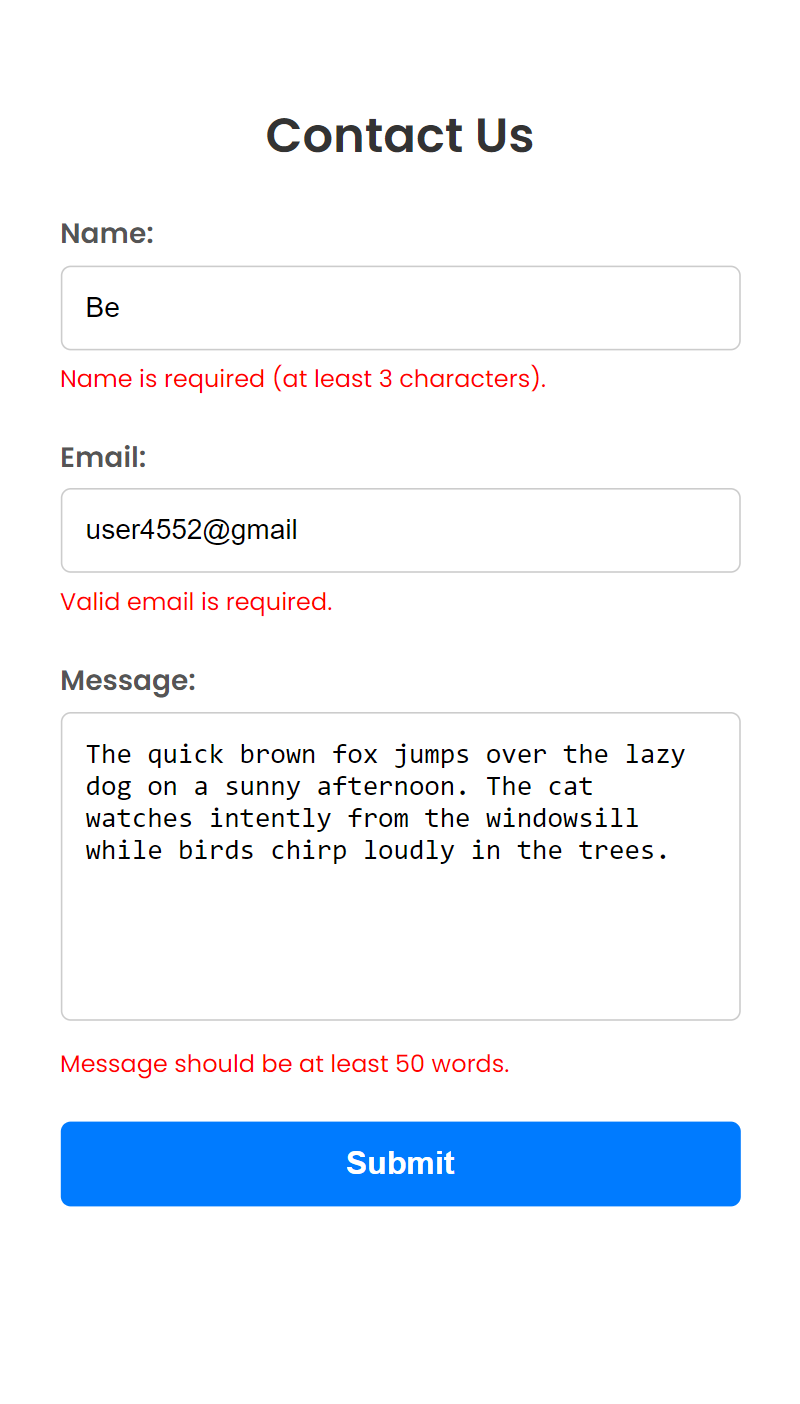 Contact Us
Name:
Be
Name is required (at least 3 characters).
Email:
user4552@gmail
Valid email is required.
Message:
The quick brown fox jumps over the lazy
dog on a sunny afternoon. The cat
watches intently from the windowsill
while birds chirp loudly in the trees.
Message should be at least 50 words.
Submit